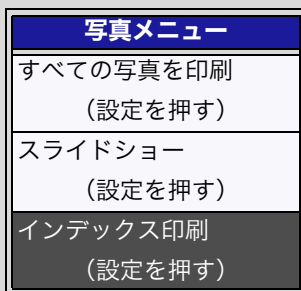 写真メニュー
すべての写真を印刷
（設定を押す）
スライドショー
（設定を押す）
インデックス印刷
（設定を押す）